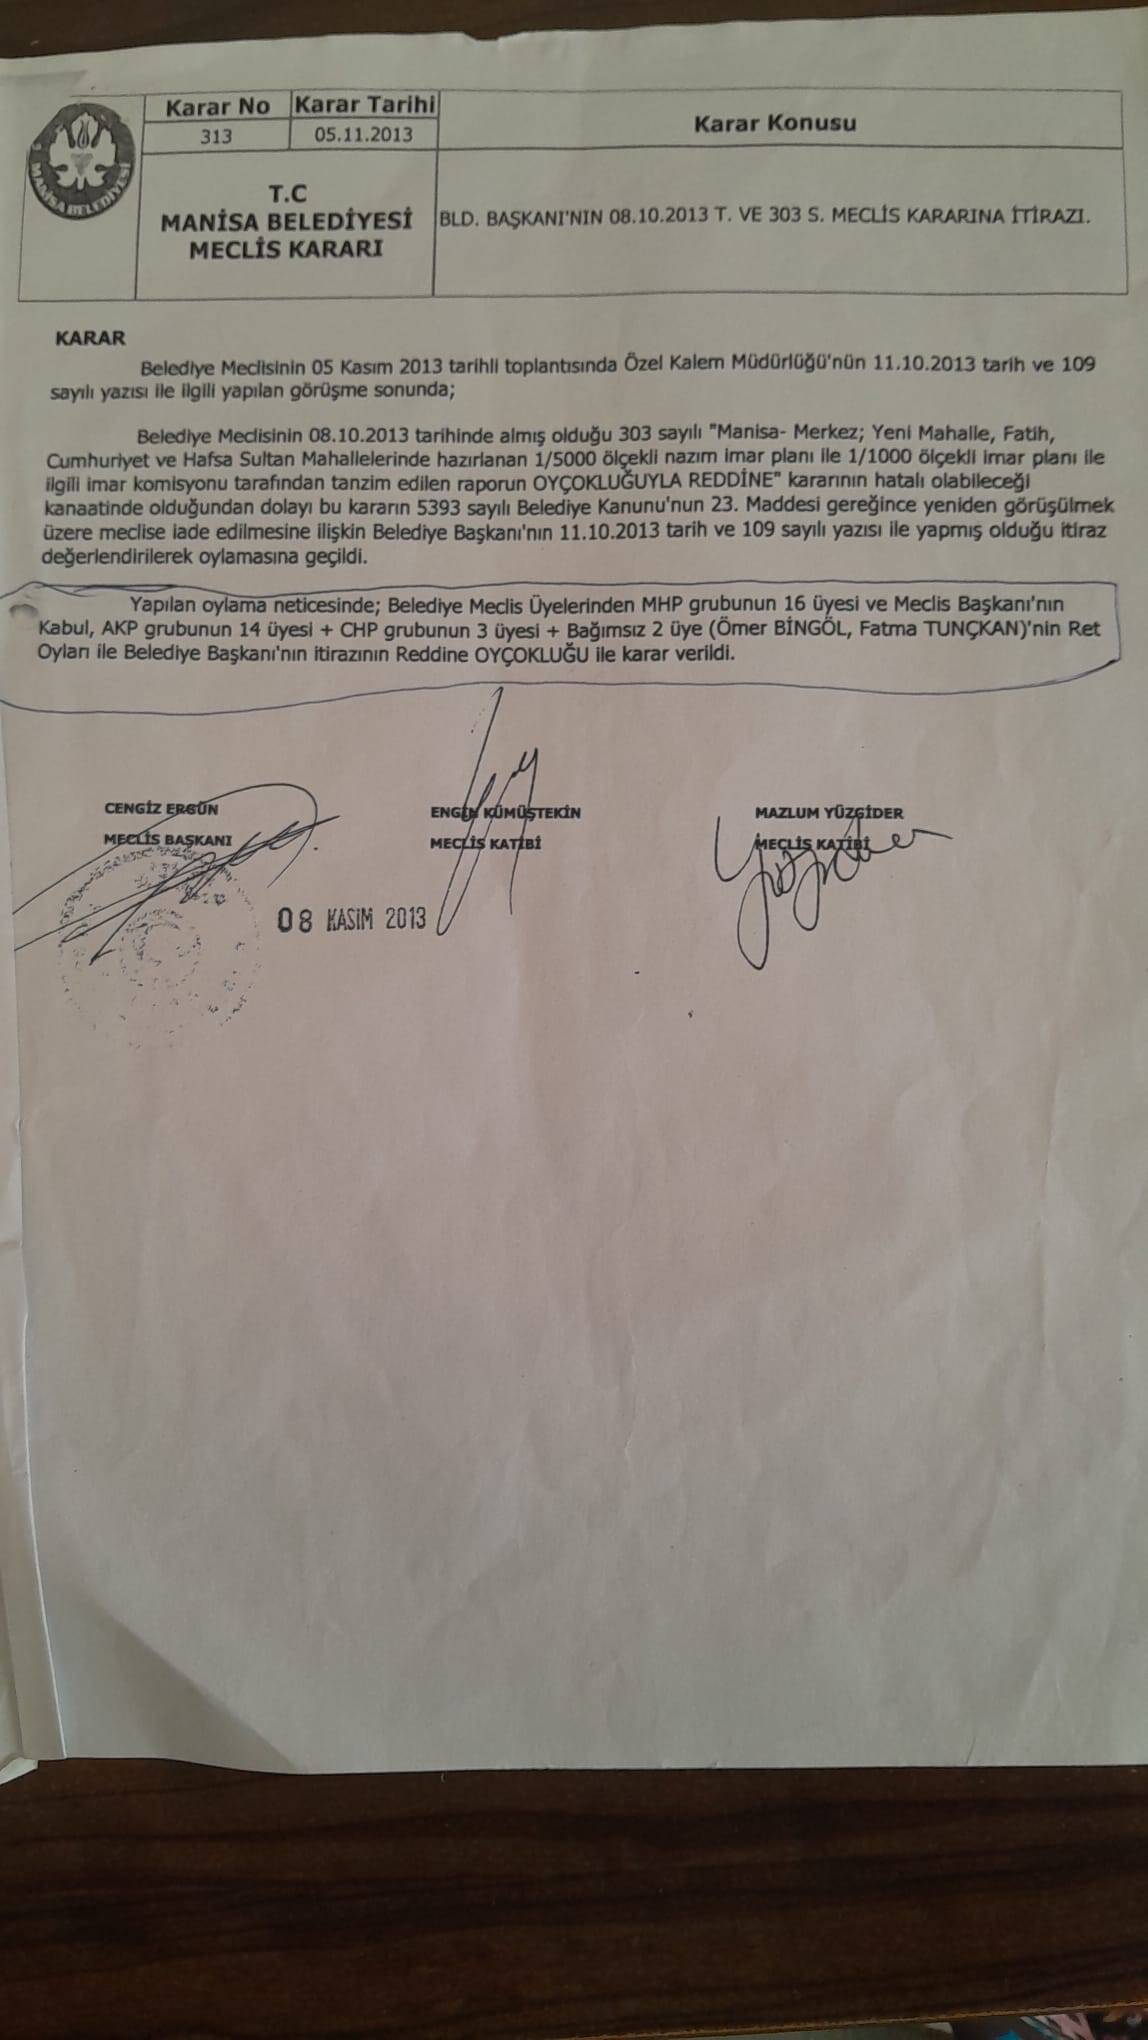 Karar No
Karar Tarihi
Karar Konusu
313
05.11.2013
MANİSA BELEDİYESİ
T.C
MANİSA BELEDİYESİ
MECLİS KARARI
BLD. BAŞKANI'NIN 08.10.2013 T. VE 303 S. MECLİS KARARINA İTİRAZI.
KARAR
Belediye Meclisinin 05 Kasım 2013 tarihli toplantısında Özel Kalem Müdürlüğü'nün 11.10.2013 tarih ve 109
sayılı yazısı ile ilgili yapılan görüşme sonunda;
Belediye Meclisinin 08.10.2013 tarihinde almış olduğu 303 sayılı "Manisa- Merkez; Yeni Mahalle, Fatih,
Cumhuriyet ve Hafsa Sultan Mahallelerinde hazırlanan 1/5000 ölçekli nazım imar planı ile 1/1000 ölçekli imar planı ile
ilgili imar komisyonu tarafından tanzim edilen raporun OYÇOKLUĞUYLA REDDİNE" kararının hatalı olabileceği
kanaatinde olduğundan dolayı bu kararın 5393 sayılı Belediye Kanunu'nun 23. Maddesi gereğince yeniden görüşülmek
üzere meclise iade edilmesine ilişkin Belediye Başkanı'nın 11.10.2013 tarih ve 109 sayılı yazısı ile yapmış olduğu itiraz
değerlendirilerek oylamasına geçildi.
Yapılan oylama neticesinde; Belediye Meclis Üyelerinden MHP grubunun 16 üyesi ve Meclis Başkanı'nın
Kabul, AKP grubunun 14 üyesi + CHP grubunun 3 üyesi + Bağımsız 2 üye (Ömer BİNGÖL, Fatma TUNÇKAN)'nin Ret
Oyları ile Belediye Başkanı'nın itirazının Reddine OYÇOKLUĞU ile karar verildi.
CENGİZ ERGÜN
ENGİN KÜMÜŞTEKİN
MAZLUM YÜZGİDER
MECLİS BAŞKANI
MECLİS KATİBİ
MECLİS KATİBİ
08 KASIM 2013